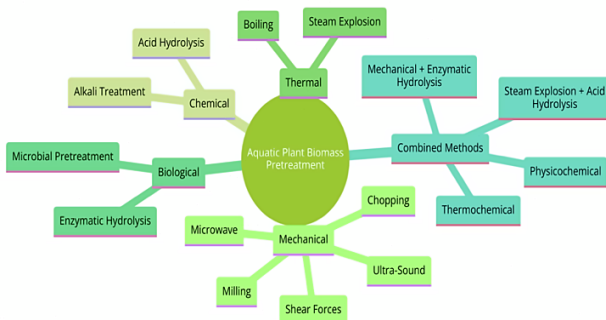 Boiling
Steam Explosion
Acid Hydrolysis
Thermal
Mechanical + Enzymatic
Hydrolysis
Steam Explosion + Acid
Hydrolysis
Alkali Treatment
Chemical
Aquatic Plant Biomass
Pretreatment
Combined Methods
Microbial Pretreatment
Biological
Physicochemical
Enzymatic Hydrolysis
Chopping
Thermochemical
Microwave
Mechanical
Ultra-Sound
Milling
Shear Forces